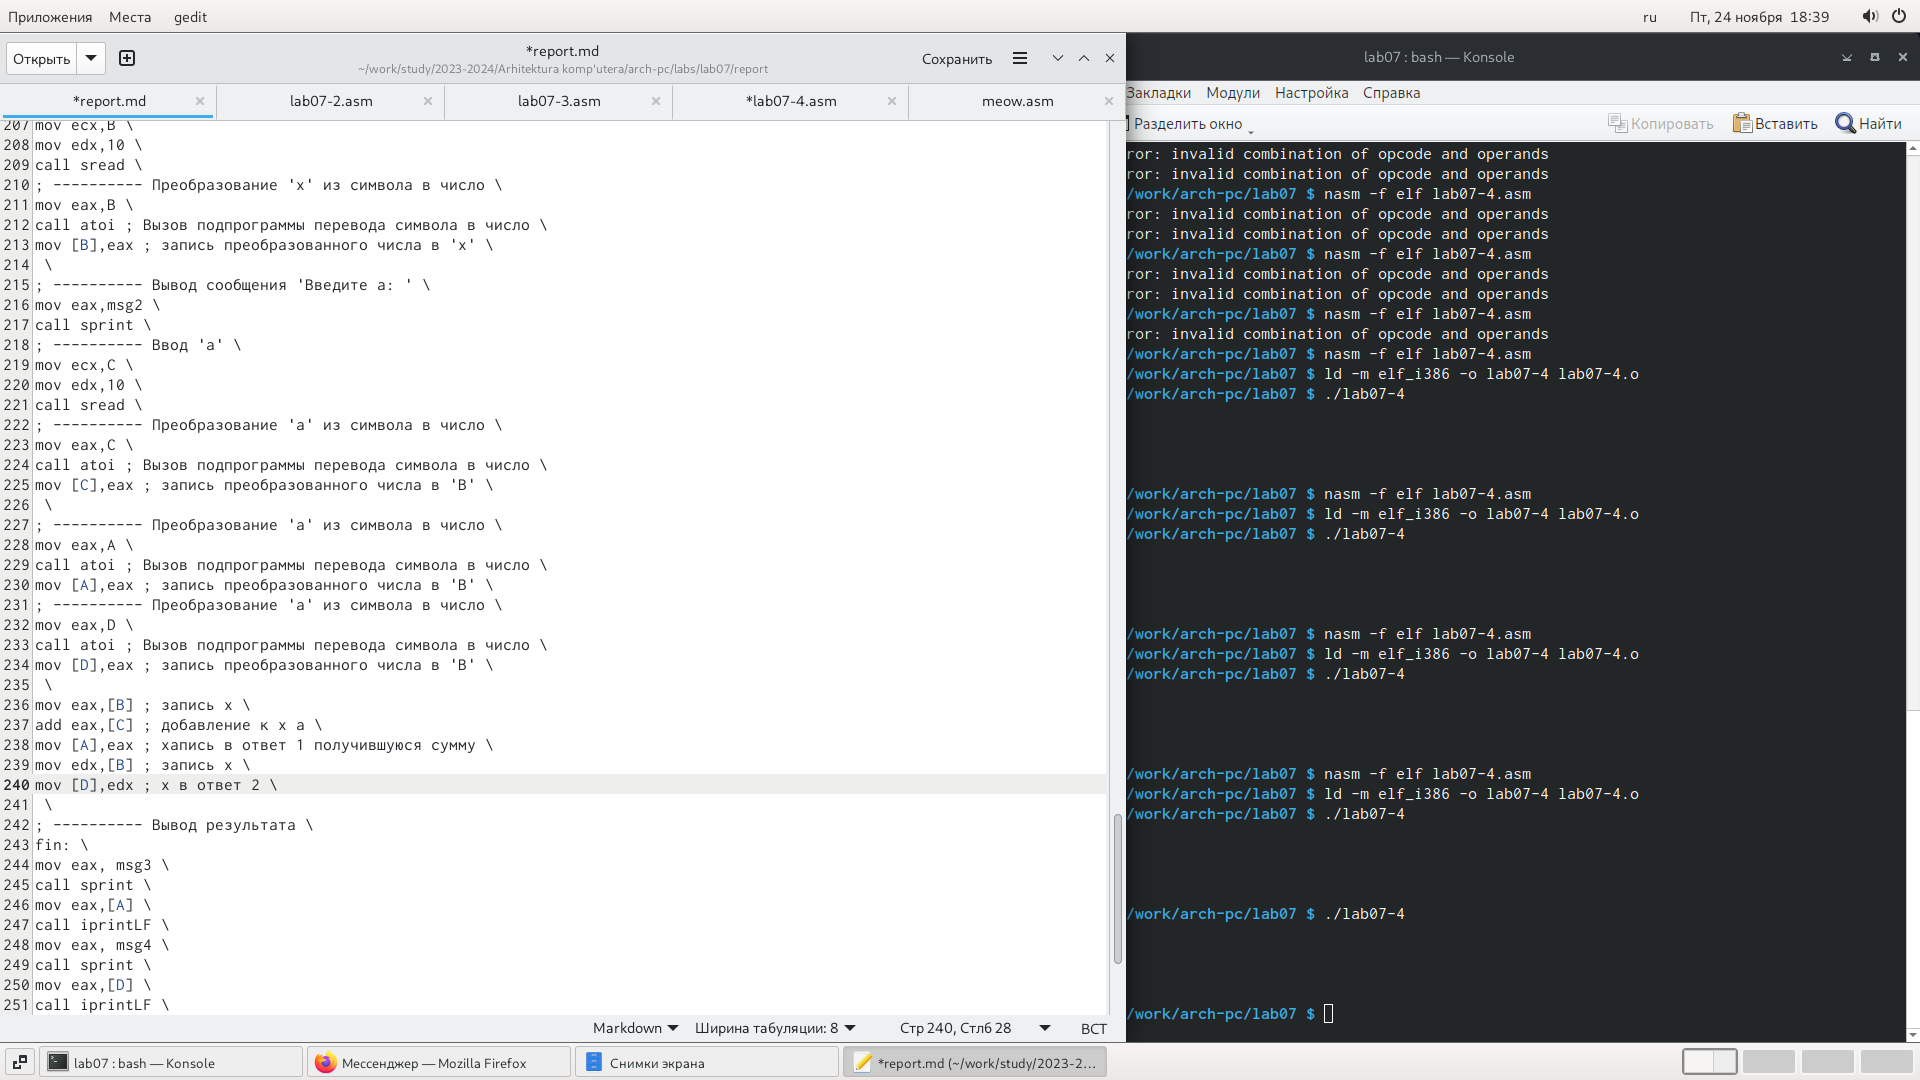 Приложения Места gedit
ru Пт, 24 ноября 18:39
Открыть
*report.md
~/work/study/2023-2024/Arhitektura komp'utera/arch-pc/labs/lab07/report
Сохранить
*report.md
lab07-2.asm
lab07-3.asm
*lab07-4.asm
meow.asm
207 mov ecx,B \
208 mov edx,10 \
209 call sread \
210 ; ---------- Преобразование 'x' из символа в число \
211 mov eax,B \
212 call atoi ; Вызов подпрограммы перевода символа в число \
213 mov [B],eax ; запись преобразованного числа в 'x' \
214 \
215 ; ---------- Вывод сообщения 'Введите a: ' \
216 mov eax,msg2 \
217 call sprint \
218 ; ---------- Ввод 'a' \
219 mov ecx,C \
220 mov edx,10 \
221 call sread \
222 ; ---------- Преобразование 'a' из символа в число \
223 mov eax,C \
224 call atoi ; Вызов подпрограммы перевода символа в число \
225 mov [C],eax ; запись преобразованного числа в 'B' \
226 \
227 ; ---------- Преобразование 'a' из символа в число \
228 mov eax,A \
229 call atoi ; Вызов подпрограммы перевода символа в число \
230 mov [A],eax ; запись преобразованного числа в 'B' \
231 ; ---------- Преобразование 'a' из символа в число \
232 mov eax,D \
233 call atoi ; Вызов подпрограммы перевода символа в число \
234 mov [D],eax ; запись преобразованного числа в 'B' \
235 \
236 mov eax,[B] ; запись x \
237 add eax,[C] ; добавление к x a \
238 mov [A],eax ; хапись в ответ 1 получившуюся сумму \
239 mov edx,[B] ; запись x \
240 mov [D],edx ; x в ответ 2 \
241 \
242 ; ---------- Вывод результата \
243 fin: \
244 mov eax, msg3 \
245 call sprint \
246 mov eax,[A] \
247 call iprintLF \
248 mov eax, msg4 \
249 call sprint \
250 mov eax,[D] \
251 call iprintLF \
Markdown Ширина табуляции: 8 Стр 240, Стлб 28 ВСТ
lab07 : bash — Konsole
Закладки Модули Настройка Справка
Разделить окно
Копировать Вставить Найти
ror: invalid combination of opcode and operands
ror: invalid combination of opcode and operands
/work/arch-pc/lab07 $ nasm -f elf lab07-4.asm
ror: invalid combination of opcode and operands
ror: invalid combination of opcode and operands
/work/arch-pc/lab07 $ nasm -f elf lab07-4.asm
ror: invalid combination of opcode and operands
ror: invalid combination of opcode and operands
/work/arch-pc/lab07 $ nasm -f elf lab07-4.asm
ror: invalid combination of opcode and operands
/work/arch-pc/lab07 $ nasm -f elf lab07-4.asm
/work/arch-pc/lab07 $ ld -m elf_i386 -o lab07-4 lab07-4.o
/work/arch-pc/lab07 $ ./lab07-4
/work/arch-pc/lab07 $ nasm -f elf lab07-4.asm
/work/arch-pc/lab07 $ ld -m elf_i386 -o lab07-4 lab07-4.o
/work/arch-pc/lab07 $ ./lab07-4
/work/arch-pc/lab07 $ nasm -f elf lab07-4.asm
/work/arch-pc/lab07 $ ld -m elf_i386 -o lab07-4 lab07-4.o
/work/arch-pc/lab07 $ ./lab07-4
/work/arch-pc/lab07 $ nasm -f elf lab07-4.asm
/work/arch-pc/lab07 $ ld -m elf_i386 -o lab07-4 lab07-4.o
/work/arch-pc/lab07 $ ./lab07-4
/work/arch-pc/lab07 $ ./lab07-4
/work/arch-pc/lab07 $
lab07 : bash — Konsole
Мессенджер — Mozilla Firefox
Снимки экрана
*report.md (~/work/study/2023-2...